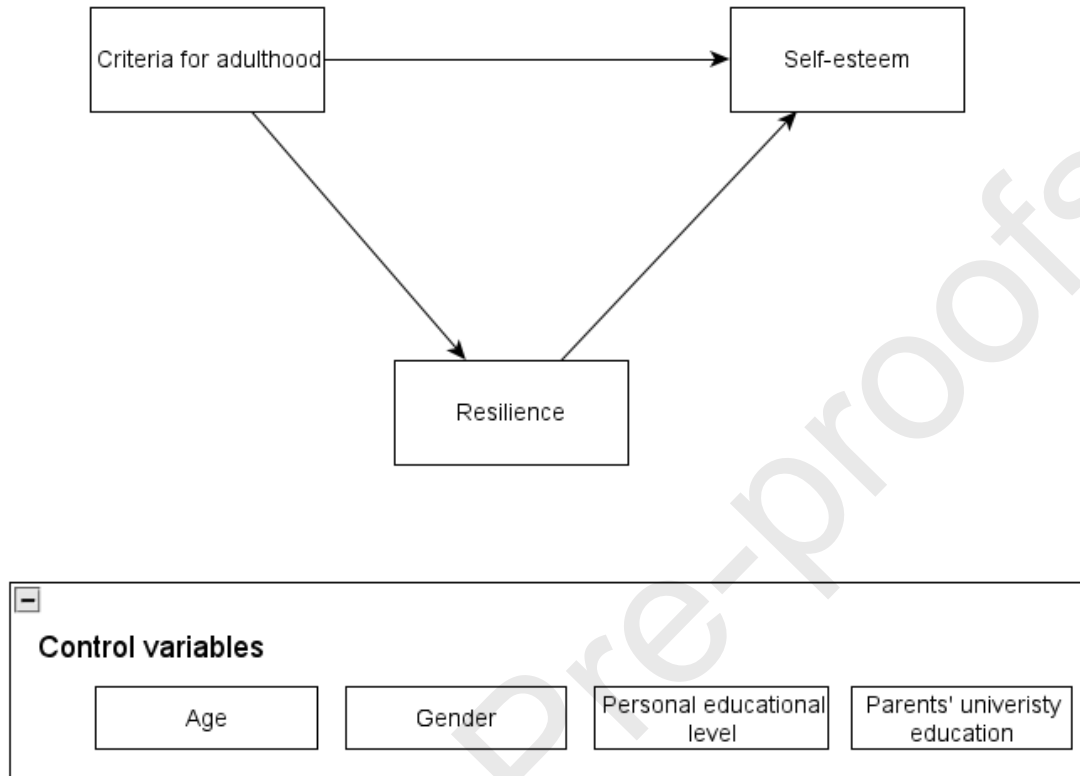 Criteria for adulthood
Self-esteem
Resilience
Pre-proofs
Control variables
Age
Gender
Personal educational
level
Parents' univeristy
education